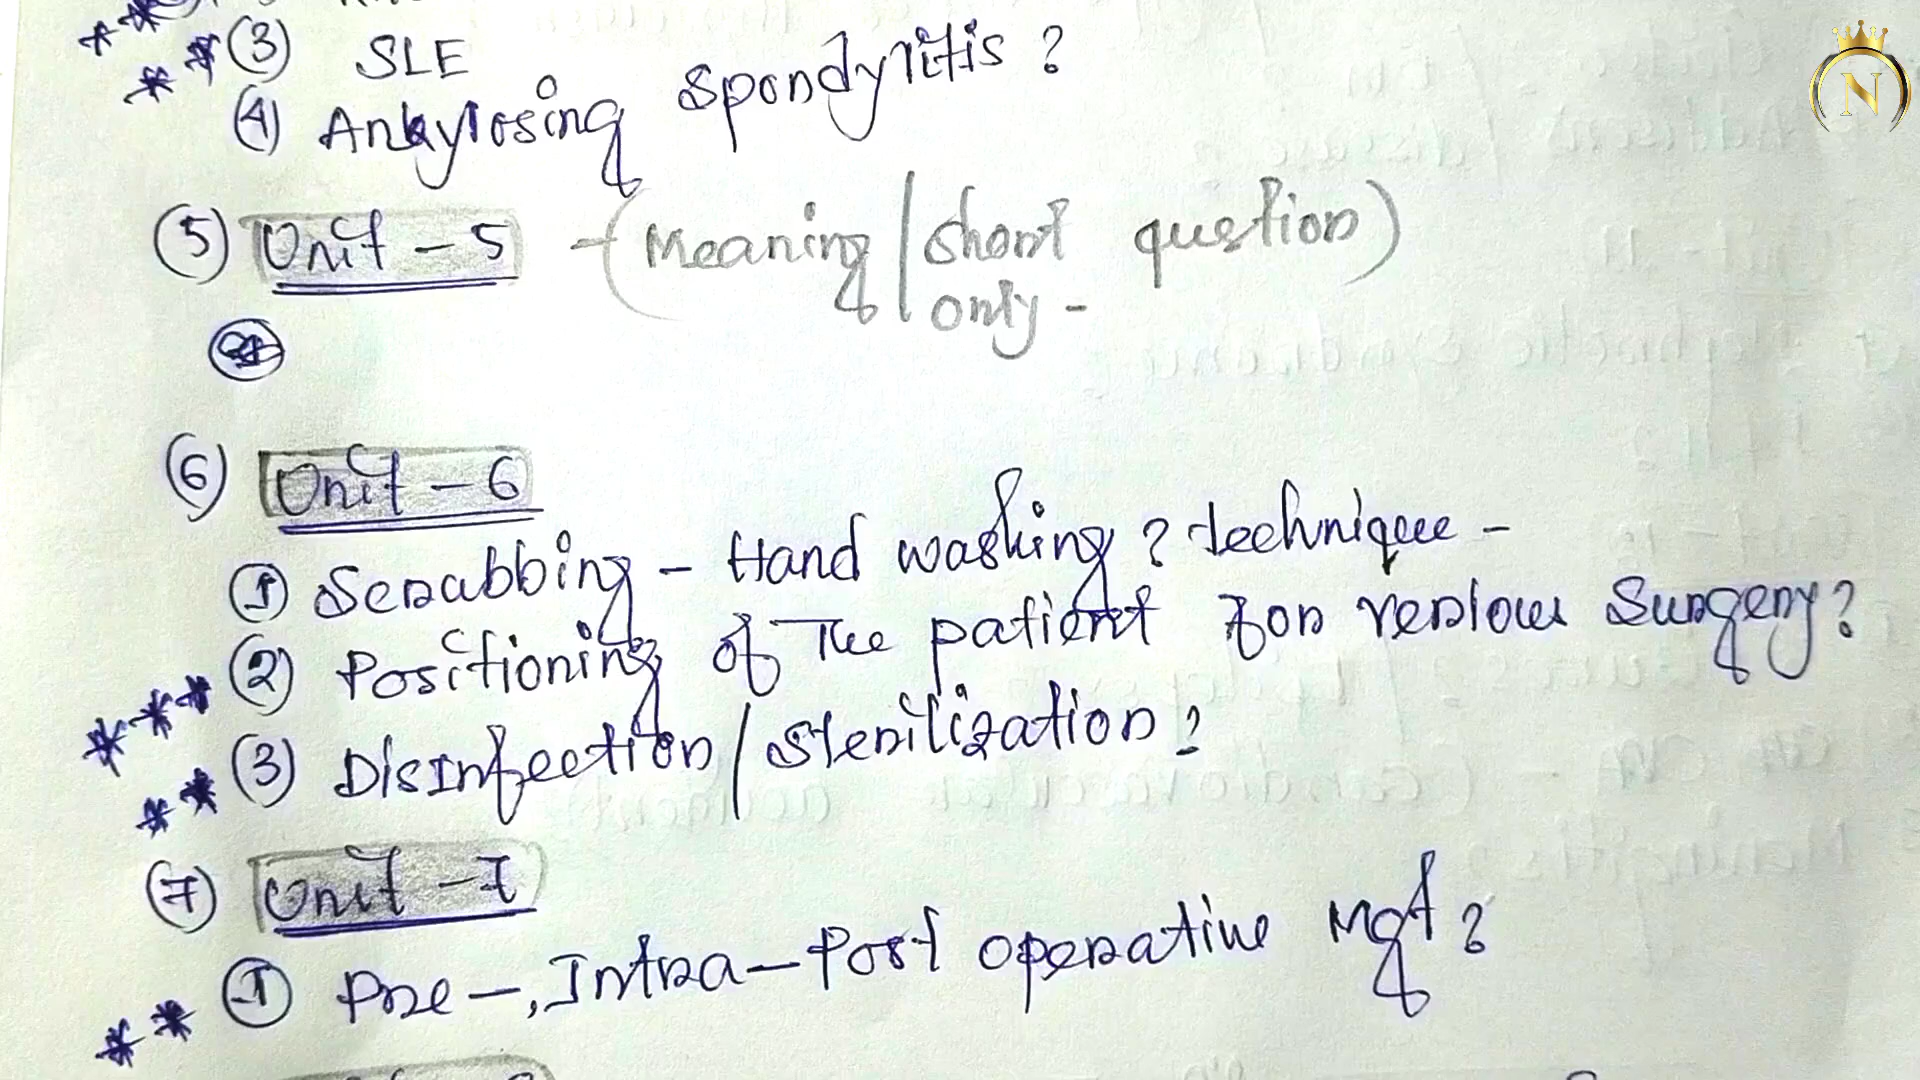 ** (3) SLE
** (4) Ankylosing Spondylitis?
(5) Unit - 5 - (Meaning / Short question)
only -
(6) Unit - 6
(1) Scrubbing - Hand washing? technique -
*** (2) Positioning of The patient for various Surgery?
** (3) Disinfection / Sterilization?
(7) Unit - 7
** (1) Pre -, Intra - Post operative Mgt?
N